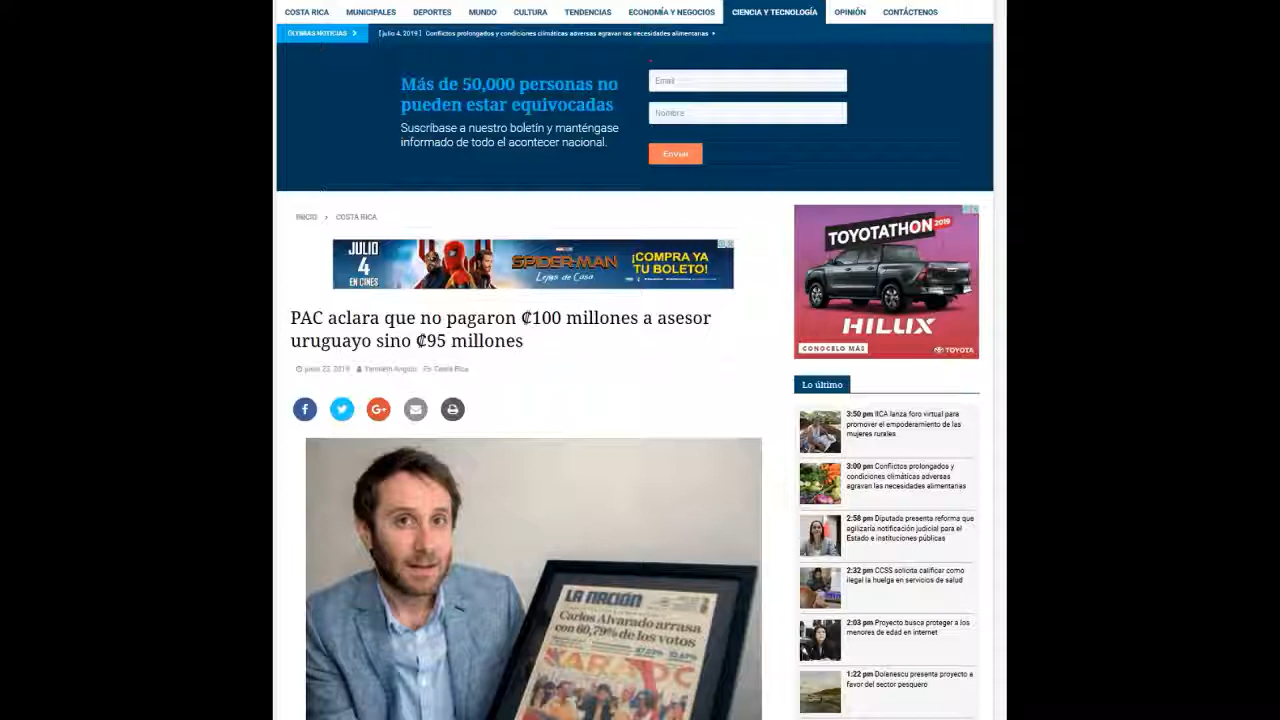 COSTA RICA MUNICIPALES DEPORTES MUNDO CULTURA TENDENCIAS ECONOMÍA Y NEGOCIOS CIENCIA Y TECNOLOGÍA OPINIÓN CONTÁCTENOS
ÚLTIMAS NOTICIAS [ julio 4, 2019 ] Conflictos prolongados y condiciones climáticas adversas agravan las necesidades alimentarias
Más de 50,000 personas no
pueden estar equivocadas
Suscríbase a nuestro boletín y manténgase
informado de todo el acontecer nacional.
*
Email
Nombre
Enviar
INICIO > COSTA RICA
JULIO
4
EN CINES
SPIDER-MAN
Lejos de Casa
¡COMPRA YA
TU BOLETO!
PAC aclara que no pagaron ₡100 millones a asesor
uruguayo sino ₡95 millones
junio 23, 2019 Yamileth Angulo Costa Rica
LA NACIÓN
Carlos Alvarado arrasa
con 60,79% de los votos
TOYOTATHON 2019
HILUX
CONOCELO MÁS
TOYOTA
Lo último
3:50 pm IICA lanza foro virtual para
promover el empoderamiento de las
mujeres rurales
3:00 pm Conflictos prolongados y
condiciones climáticas adversas
agravan las necesidades alimentarias
2:58 pm Diputada presenta reforma que
agilizaría notificación judicial para el
Estado e instituciones públicas
2:32 pm CCSS solicita calificar como
ilegal la huelga en servicios de salud
2:03 pm Proyecto busca proteger a los
menores de edad en internet
1:22 pm Dolanescu presenta proyecto a
favor del sector pesquero